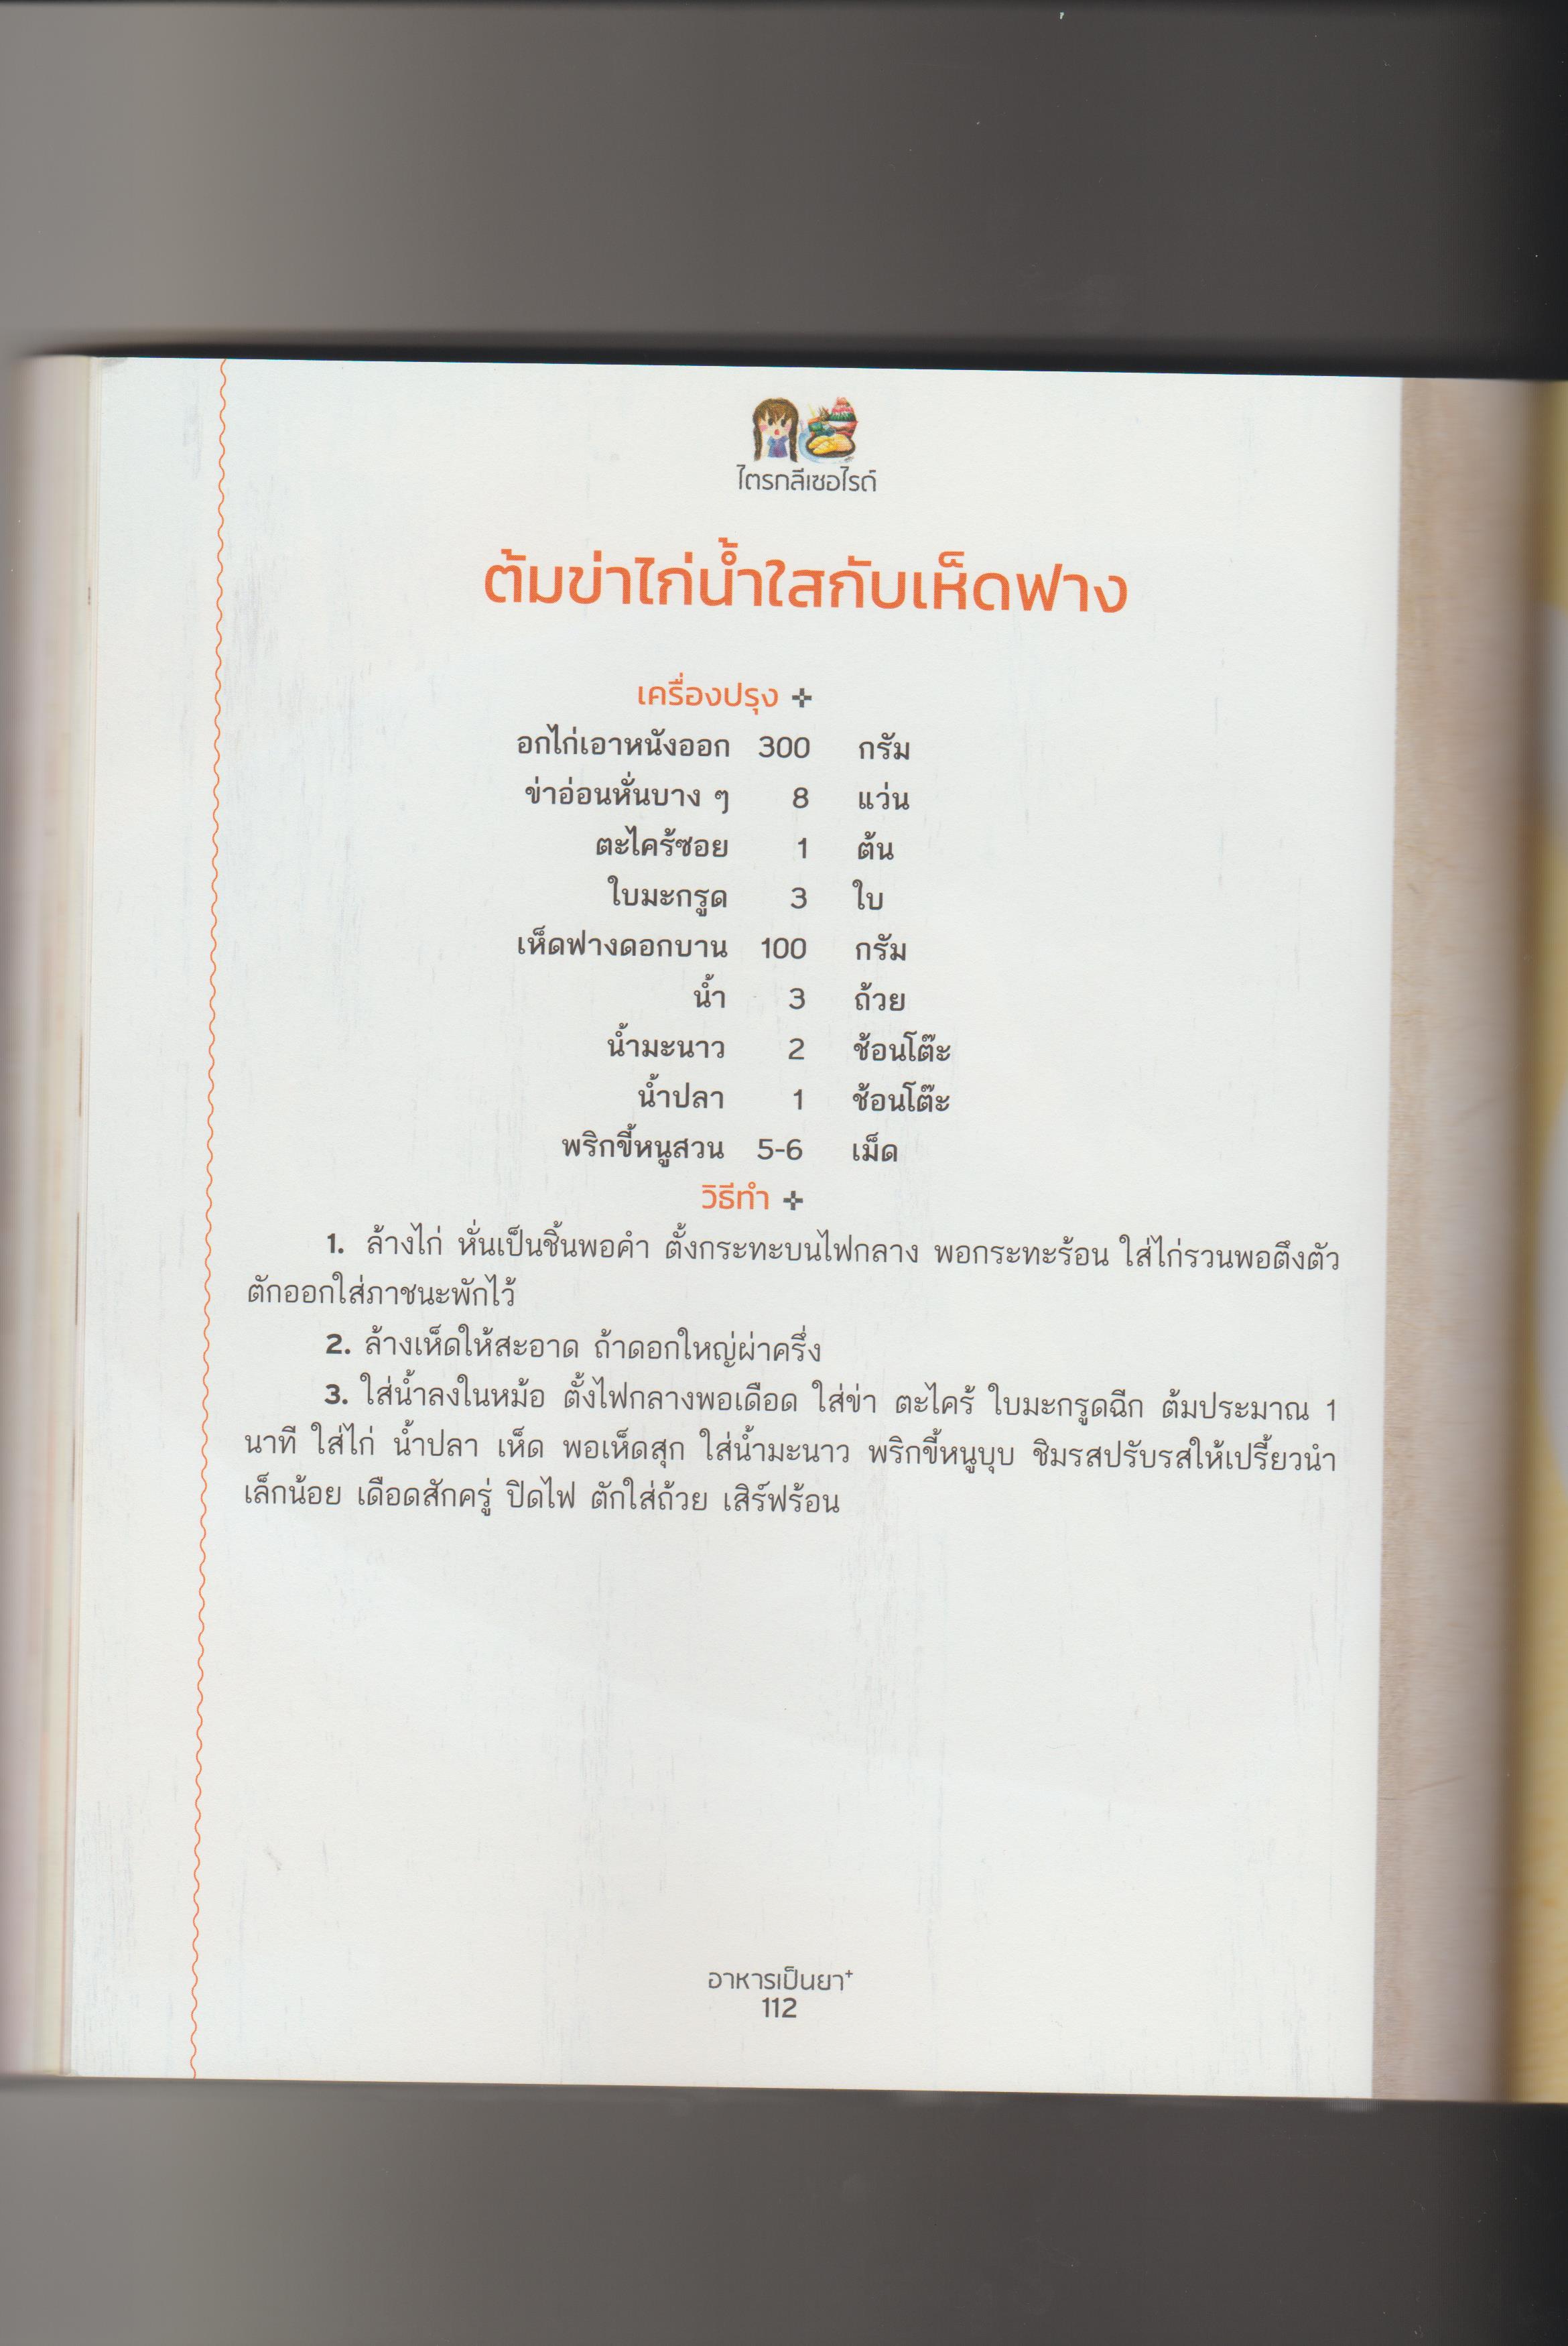 ไตรกลีเซอไรด์
ต้มข่าไก่น้ำใสกับเห็ดฟาง
เครื่องปรุง ✢
อกไก่เอาหนังออก 300 กรัม
ข่าอ่อนหั่นบาง ๆ 8 แว่น
ตะไคร้ซอย 1 ต้น
ใบมะกรูด 3 ใบ
เห็ดฟางดอกบาน 100 กรัม
น้ำ 3 ถ้วย
น้ำมะนาว 2 ช้อนโต๊ะ
น้ำปลา 1 ช้อนโต๊ะ
พริกขี้หนูสวน 5-6 เม็ด
วิธีทำ ✢
1. ล้างไก่ หั่นเป็นชิ้นพอคำ ตั้งกระทะบนไฟกลาง พอกระทะร้อน ใส่ไก่รวนพอตึงตัว
ตักออกใส่ภาชนะพักไว้
2. ล้างเห็ดให้สะอาด ถ้าดอกใหญ่ผ่าครึ่ง
3. ใส่น้ำลงในหม้อ ตั้งไฟกลางพอเดือด ใส่ข่า ตะไคร้ ใบมะกรูดฉีก ต้มประมาณ 1
นาที ใส่ไก่ น้ำปลา เห็ด พอเห็ดสุก ใส่น้ำมะนาว พริกขี้หนูบุบ ชิมรสปรับรสให้เปรี้ยวนำ
เล็กน้อย เดือดสักครู่ ปิดไฟ ตักใส่ถ้วย เสิร์ฟร้อน
อาหารเป็นยา+
112